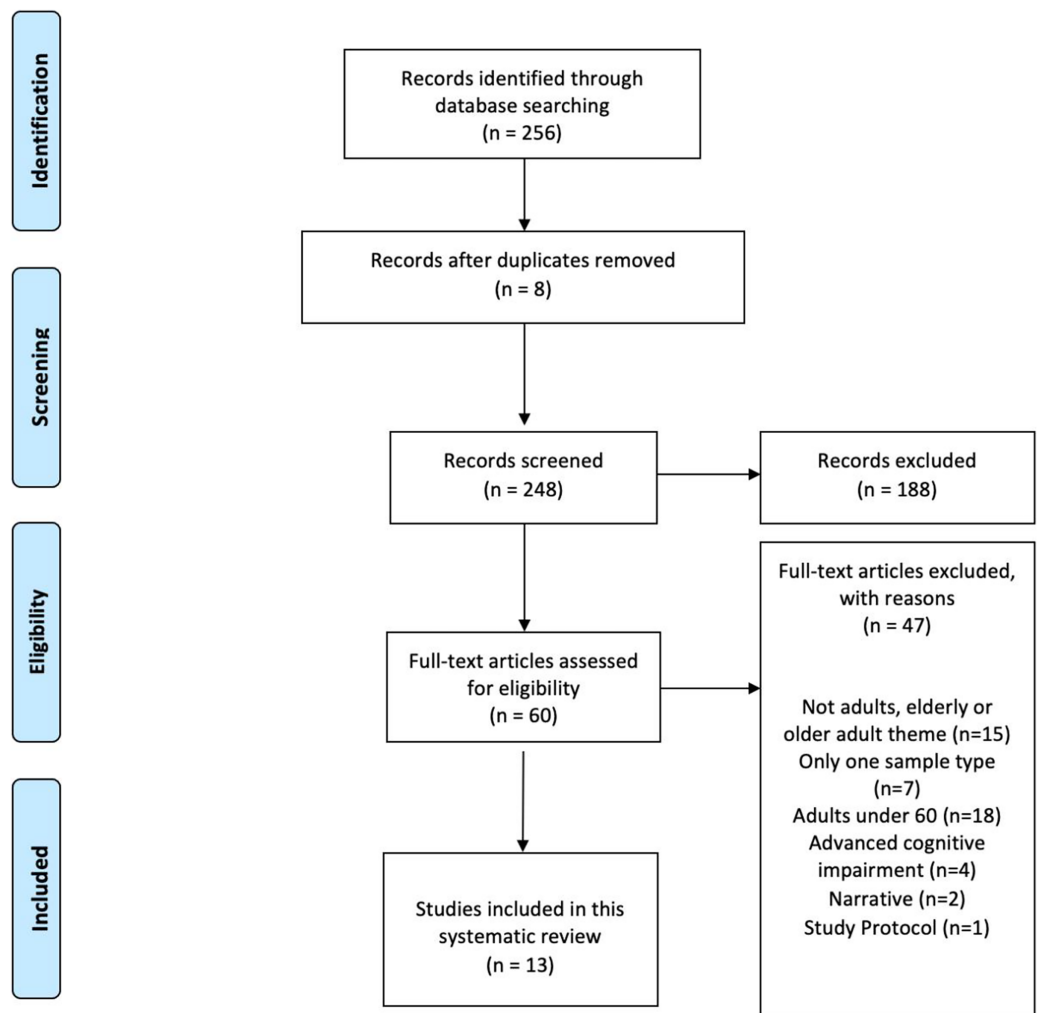 Identification
Records identified through
database searching
(n = 256)
Records after duplicates removed
(n = 8)
Screening
Records screened
(n = 248)
Records excluded
(n = 188)
Eligibility
Full-text articles assessed
for eligibility
(n = 60)
Full-text articles excluded,
with reasons
(n = 47)
Not adults, elderly or
older adult theme (n=15)
Only one sample type
(n=7)
Adults under 60 (n=18)
Advanced cognitive
impairment (n=4)
Narrative (n=2)
Study Protocol (n=1)
Included
Studies included in this
systematic review
(n = 13)